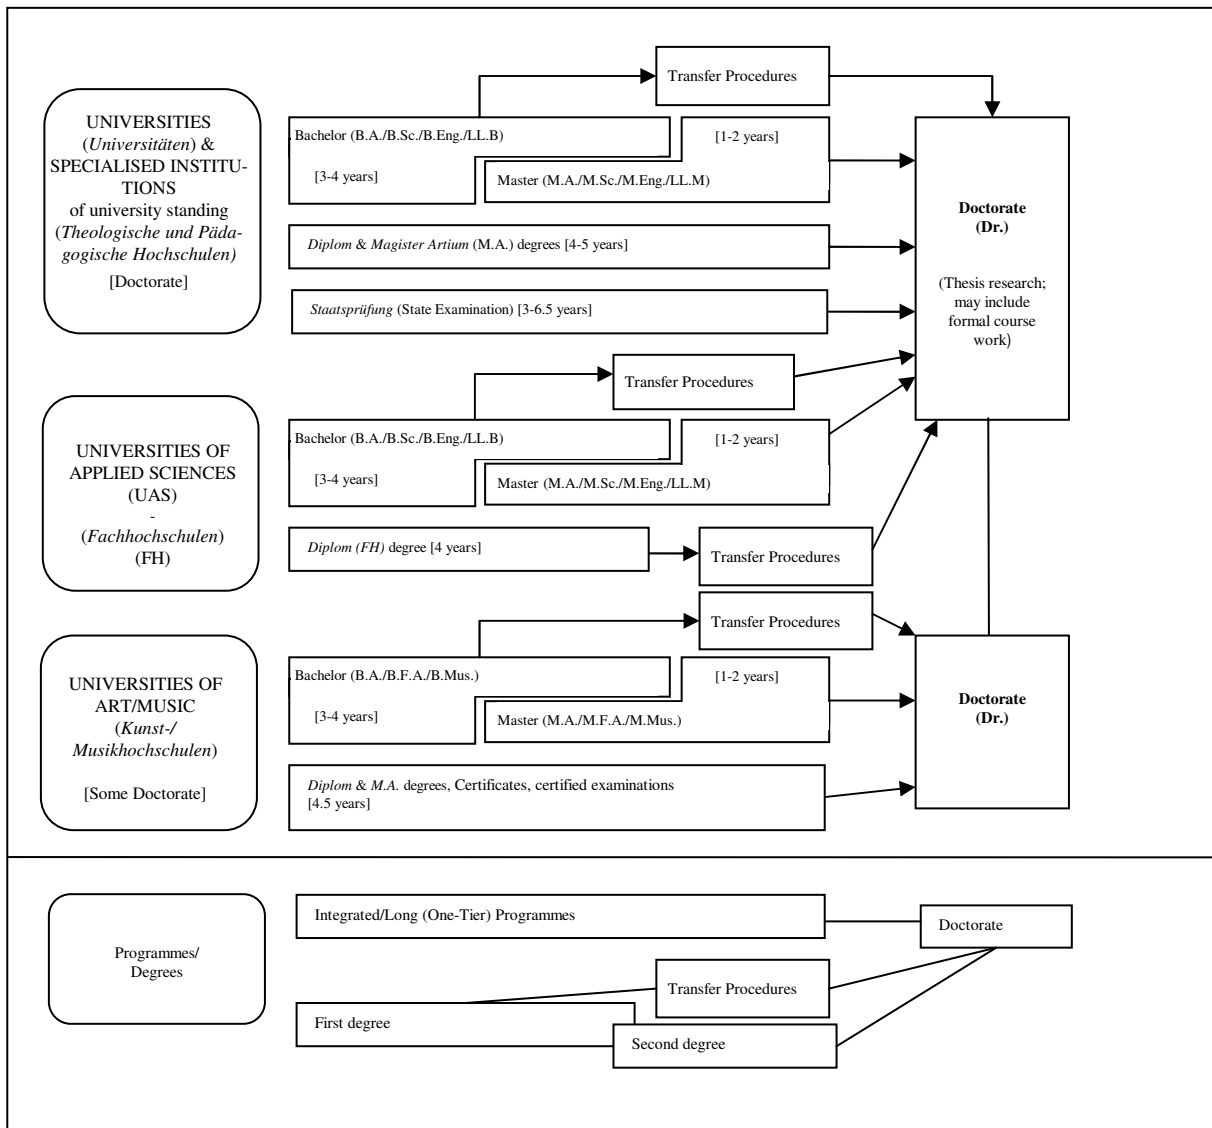 Transfer Procedures
UNIVERSITIES
(Universitäten) &
SPECIALISED INSTITU-
TIONS
of university standing
(Theologische und Päda-
gogische Hochschulen)
[Doctorate]
Bachelor (B.A./B.Sc./B.Eng./LL.B)
[3-4 years]
[1-2 years]
Master (M.A./M.Sc./M.Eng./LL.M)
Diplom & Magister Artium (M.A.) degrees [4-5 years]
Staatsprüfung (State Examination) [3-6.5 years]
Doctorate
(Dr.)
(Thesis research;
may include
formal course
work)
Transfer Procedures
UNIVERSITIES OF
APPLIED SCIENCES
(UAS)
-
(Fachhochschulen)
(FH)
Bachelor (B.A./B.Sc./B.Eng./LL.B)
[3-4 years]
[1-2 years]
Master (M.A./M.Sc./M.Eng./LL.M)
Diplom (FH) degree [4 years]
Transfer Procedures
Transfer Procedures
UNIVERSITIES OF
ART/MUSIC
(Kunst-/
Musikhochschulen)
[Some Doctorate]
Bachelor (B.A./B.F.A./B.Mus.)
[3-4 years]
[1-2 years]
Master (M.A./M.F.A./M.Mus.)
Diplom & M.A. degrees, Certificates, certified examinations
[4.5 years]
Doctorate
(Dr.)
Programmes/
Degrees
Integrated/Long (One-Tier) Programmes
Doctorate
Transfer Procedures
First degree
Second degree